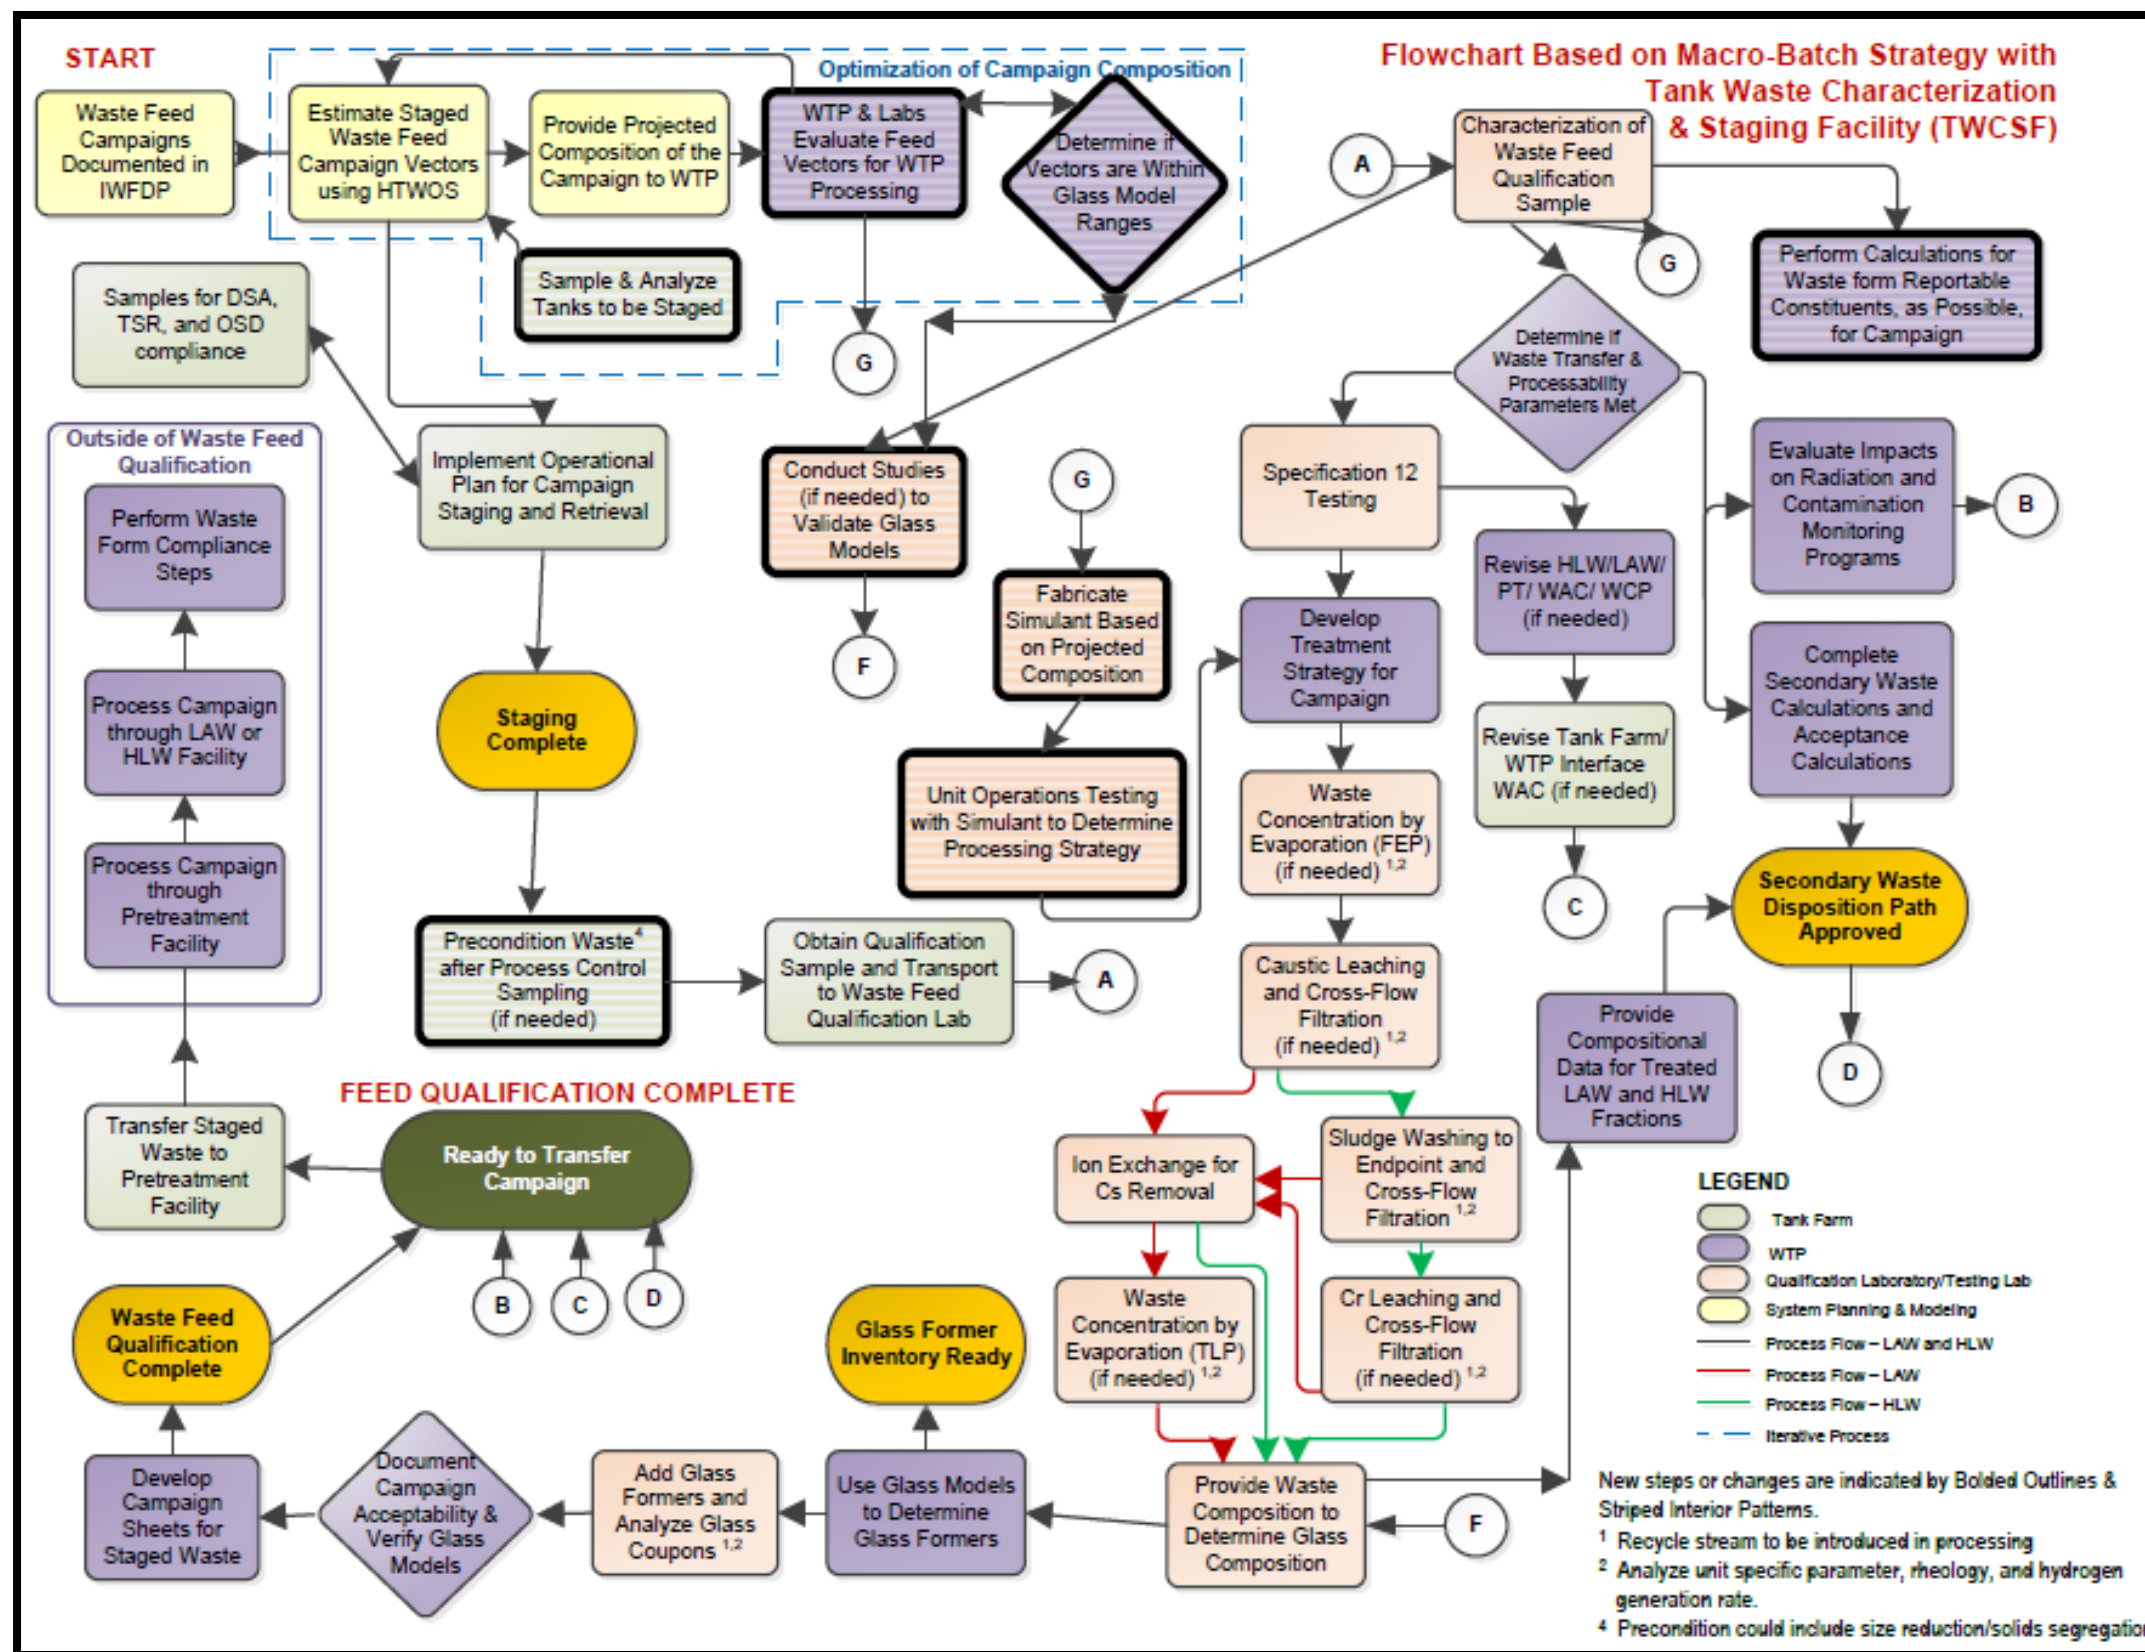 START
Optimization of Campaign Composition
Flowchart Based on Macro-Batch Strategy with
Tank Waste Characterization
& Staging Facility (TWCSF)
Waste Feed
Campaigns
Documented in
IWFDP
Estimate Staged
Waste Feed
Campaign Vectors
using HTWOS
Provide Projected
Composition of the
Campaign to WTP
WTP & Labs
Evaluate Feed
Vectors for WTP
Processing
Determine if
Vectors are Within
Glass Model
Ranges
A
Characterization of
Waste Feed
Qualification
Sample
G
Perform Calculations for
Waste form Reportable
Constituents, as Possible,
for Campaign
Samples for DSA,
TSR, and OSD
compliance
Sample & Analyze
Tanks to be Staged
G
Determine if
Waste Transfer &
Processability
Parameters Met
Outside of Waste Feed
Qualification
Perform Waste
Form Compliance
Steps
Process Campaign
through LAW or
HLW Facility
Process Campaign
through
Pretreatment
Facility
Implement Operational
Plan for Campaign
Staging and Retrieval
Staging
Complete
Conduct Studies
(if needed) to
Validate Glass
Models
F
G
Fabricate
Simulant Based
on Projected
Composition
Unit Operations Testing
with Simulant to Determine
Processing Strategy
Specification 12
Testing
Develop
Treatment
Strategy for
Campaign
Waste
Concentration by
Evaporation (FEP)
(if needed) 1,2
Caustic Leaching
and Cross-Flow
Filtration
(if needed) 1,2
Revise HLW/LAW/
PT/ WAC/ WCP
(if needed)
Revise Tank Farm/
WTP Interface
WAC (if needed)
C
Evaluate Impacts
on Radiation and
Contamination
Monitoring
Programs
B
Complete
Secondary Waste
Calculations and
Acceptance
Calculations
Secondary Waste
Disposition Path
Approved
D
Provide
Compositional
Data for Treated
LAW and HLW
Fractions
Precondition Waste4
after Process Control
Sampling
(if needed)
Obtain Qualification
Sample and Transport
to Waste Feed
Qualification Lab
A
FEED QUALIFICATION COMPLETE
Transfer Staged
Waste to
Pretreatment
Facility
Ready to Transfer
Campaign
B
C
D
Ion Exchange for
Cs Removal
Sludge Washing to
Endpoint and
Cross-Flow
Filtration 1,2
Waste
Concentration by
Evaporation (TLP)
(if needed) 1,2
Cr Leaching and
Cross-Flow
Filtration
(if needed) 1,2
Waste Feed
Qualification
Complete
Glass Former
Inventory Ready
Develop
Campaign
Sheets for
Staged Waste
Document
Campaign
Acceptability &
Verify Glass
Models
Add Glass
Formers and
Analyze Glass
Coupons 1,2
Use Glass Models
to Determine
Glass Formers
Provide Waste
Composition to
Determine Glass
Composition
F
LEGEND
Tank Farm
WTP
Qualification Laboratory/Testing Lab
System Planning & Modeling
Process Flow – LAW and HLW
Process Flow – LAW
Process Flow – HLW
Iterative Process
New steps or changes are indicated by Bolded Outlines &
Striped Interior Patterns.
1 Recycle stream to be introduced in processing
2 Analyze unit specific parameter, rheology, and hydrogen
generation rate.
4 Precondition could include size reduction/solids segregation